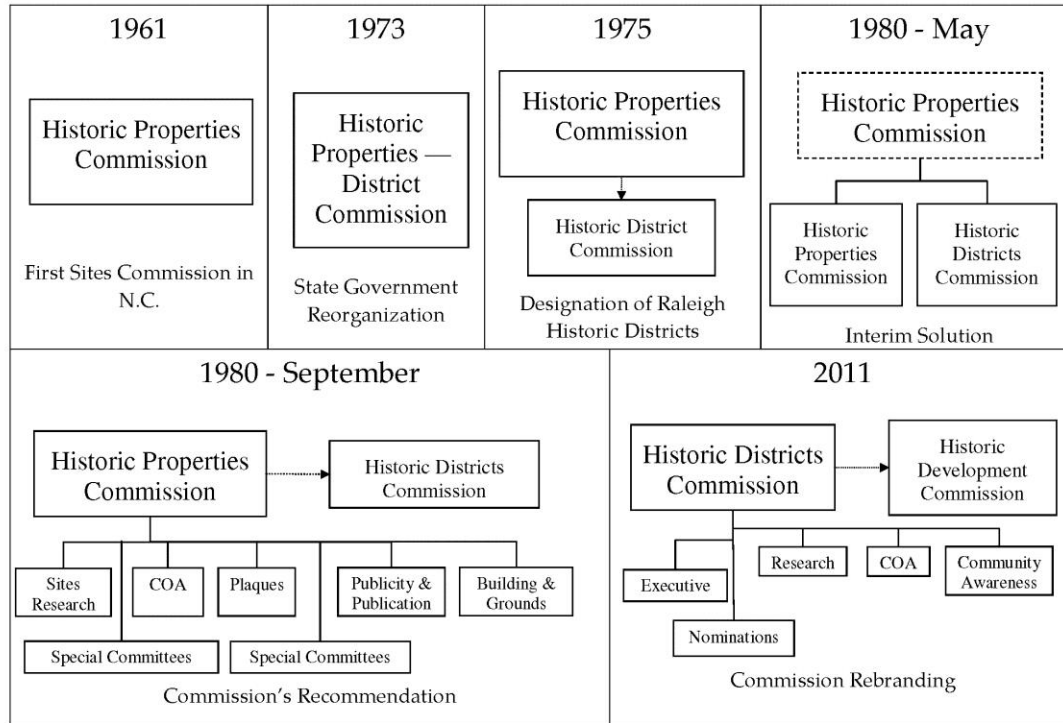 1961
Historic Properties
Commission
First Sites Commission in
N.C.
1973
Historic
Properties —
District
Commission
State Government
Reorganization
1975
Historic Properties
Commission
Historic District
Commission
Designation of Raleigh
Historic Districts
1980 - May
Historic Properties
Commission
Historic
Properties
Commission
Historic
Districts
Commission
Interim Solution
1980 - September
Historic Properties
Commission
Historic Districts
Commission
Sites
Research
COA
Plaques
Publicity &
Publication
Building &
Grounds
Special Committees
Special Committees
Commission's Recommendation
2011
Historic Districts
Commission
Historic
Development
Commission
Executive
Research
COA
Community
Awareness
Nominations
Commission Rebranding